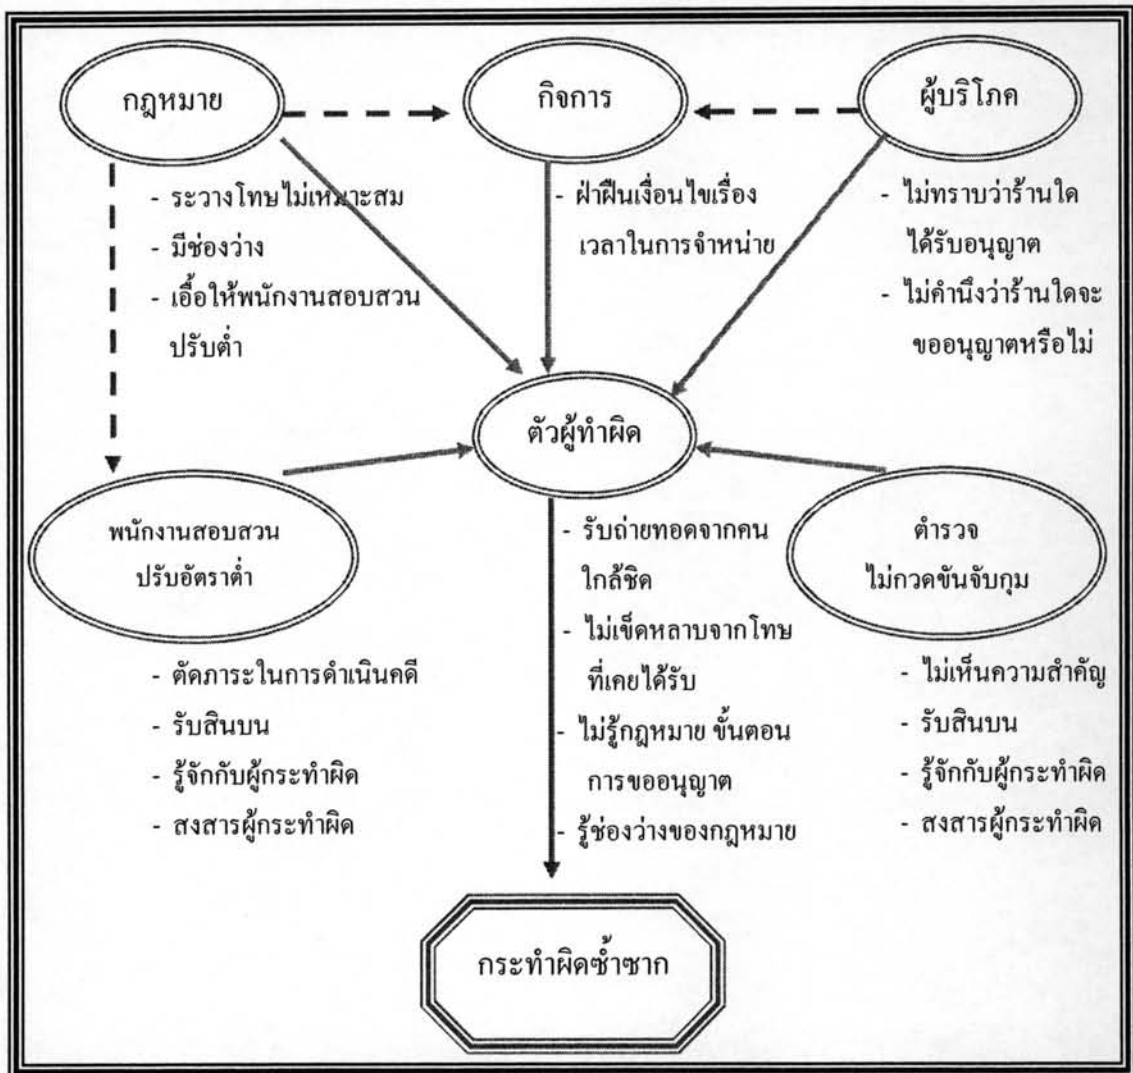 กฎหมาย
กิจการ
ผู้บริโภค
- ระวางโทษไม่เหมาะสม
- มีช่องว่าง
- เอื้อให้พนักงานสอบสวน
ปรับต่ำ
- ฝ่าฝืนเงื่อนไขเรื่อง
เวลาในการจำหน่าย
- ไม่ทราบว่าร้านใด
ได้รับอนุญาต
- ไม่คำนึงว่าร้านใดจะ
ขออนุญาตหรือไม่
ตัวผู้ทำผิด
พนักงานสอบสวน
ปรับอัตราต่ำ
- ตัดภาระในการดำเนินคดี
- รับสินบน
- รู้จักกับผู้กระทำผิด
- สงสารผู้กระทำผิด
- รับถ่ายทอดจากคน
ใกล้ชิด
- ไม่เข็ดหลาบจากโทษ
ที่เคยได้รับ
- ไม่รู้กฎหมาย ขั้นตอน
การขออนุญาต
- รู้ช่องว่างของกฎหมาย
ตำรวจ
ไม่กวดขันจับกุม
- ไม่เห็นความสำคัญ
- รับสินบน
- รู้จักกับผู้กระทำผิด
- สงสารผู้กระทำผิด
กระทำผิดซ้ำซาก